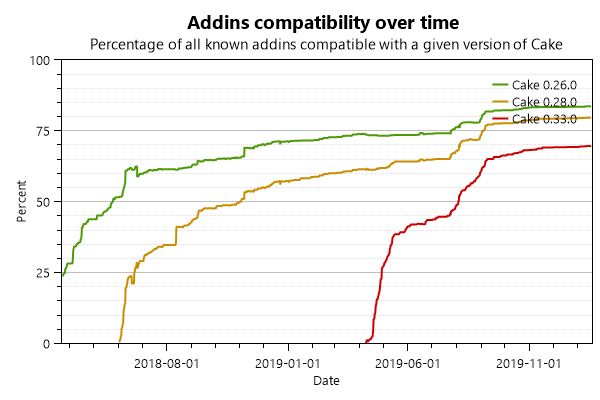 Addins compatibility over time
Percentage of all known addins compatible with a given version of Cake
100
Cake 0.26.0
Cake 0.28.0
Cake 0.33.0
75
50
25
0
Percent
2018-08-01 2019-01-01 2019-06-01 2019-11-01
Date